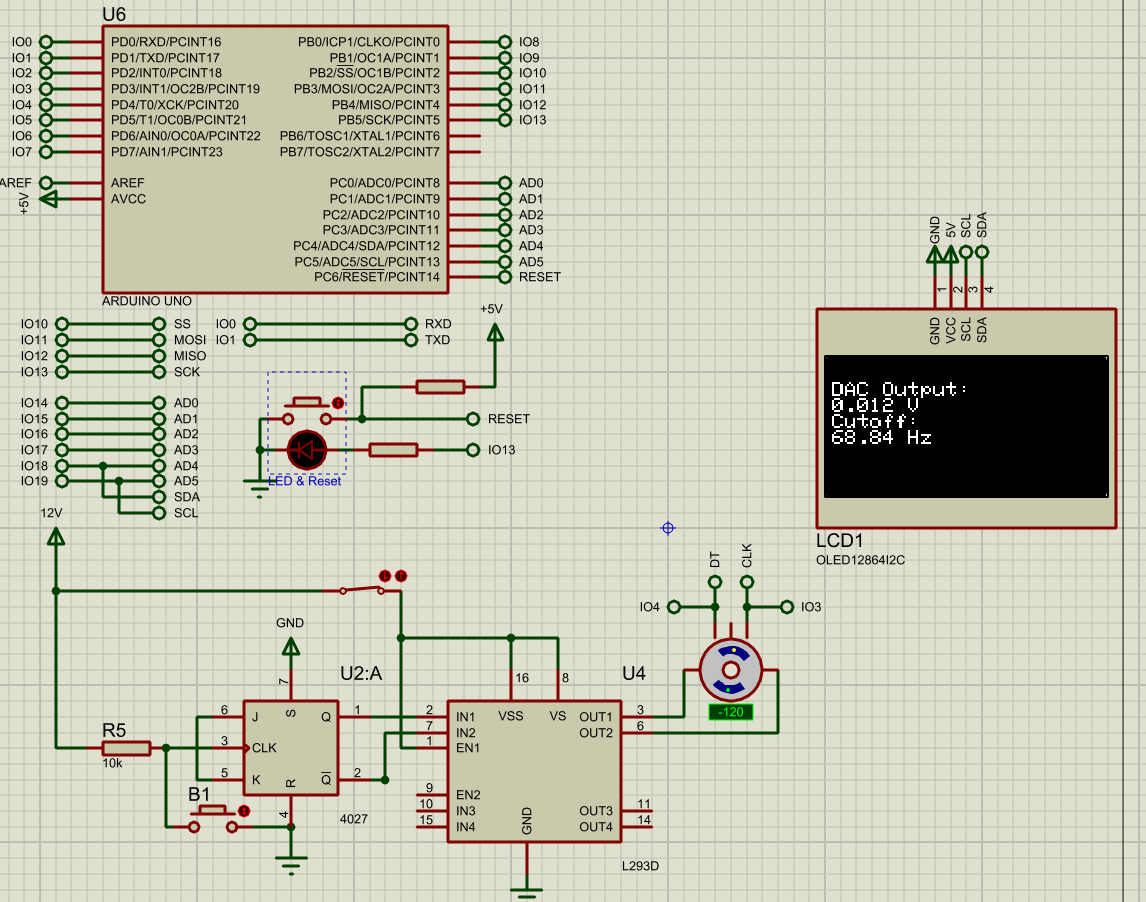 U6
IO0 PD0/RXD/PCINT16 PB0/ICP1/CLKO/PCINT0 IO8
IO1 PD1/TXD/PCINT17 PB1/OC1A/PCINT1 IO9
IO2 PD2/INT0/PCINT18 PB2/SS/OC1B/PCINT2 IO10
IO3 PD3/INT1/OC2B/PCINT19 PB3/MOSI/OC2A/PCINT3 IO11
IO4 PD4/T0/XCK/PCINT20 PB4/MISO/PCINT4 IO12
IO5 PD5/T1/OC0B/PCINT21 PB5/SCK/PCINT5 IO13
IO6 PD6/AIN0/OC0A/PCINT22 PB6/TOSC1/XTAL1/PCINT6
IO7 PD7/AIN1/PCINT23 PB7/TOSC2/XTAL2/PCINT7
AREF AREF PC0/ADC0/PCINT8 AD0
+5V AVCC PC1/ADC1/PCINT9 AD1
PC2/ADC2/PCINT10 AD2
PC3/ADC3/PCINT11 AD3
PC4/ADC4/SDA/PCINT12 AD4
PC5/ADC5/SCL/PCINT13 AD5
PC6/RESET/PCINT14 RESET
ARDUINO UNO
IO10 SS IO0 RXD
IO11 MOSI IO1 TXD
IO12 MISO
IO13 SCK
IO14 AD0
IO15 AD1
IO16 AD2
IO17 AD3
IO18 AD4
IO19 AD5
SDA
SCL
+5V
RESET
IO13
LED & Reset
GND 5V SCL SDA
1 2 3 4
GND VCC SCL SDA
DAC Output:
0.012 V
Cutoff:
68.84 Hz
LCD1
OLED12864I2C
12V
DT CLK
IO4 IO3
-120
GND
7
U2:A
6 J S Q 1
3 CLK
5 K R Q 2
4
4027
R5
10k
B1
U4
16 8
VSS VS
2 IN1 OUT1 3
7 IN2 OUT2 6
1 EN1
9 EN2
10 IN3 OUT3 11
15 IN4 OUT4 14
GND
L293D